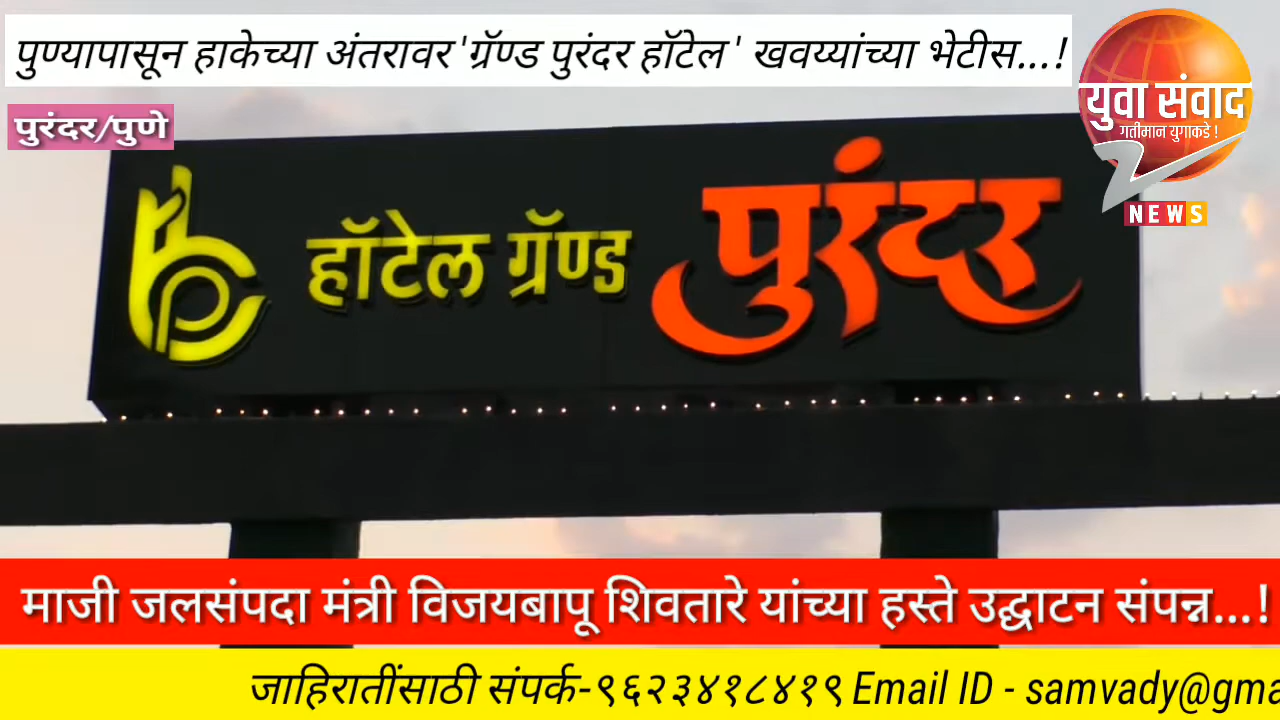 पुण्यापासून हाकेच्या अंतरावर 'ग्रॅण्ड पुरंदर हॉटेल' खवय्यांच्या भेटीस...!
युवा संवाद
गतीमान युगाकडे !
NEWS
पुरंदर/पुणे
हॉटेल ग्रॅण्ड पुरंदर
माजी जलसंपदा मंत्री विजयबापू शिवतारे यांच्या हस्ते उद्घाटन संपन्न...!
जाहिरातींसाठी संपर्क-९६२३४१८४१९ Email ID - samvady@gma